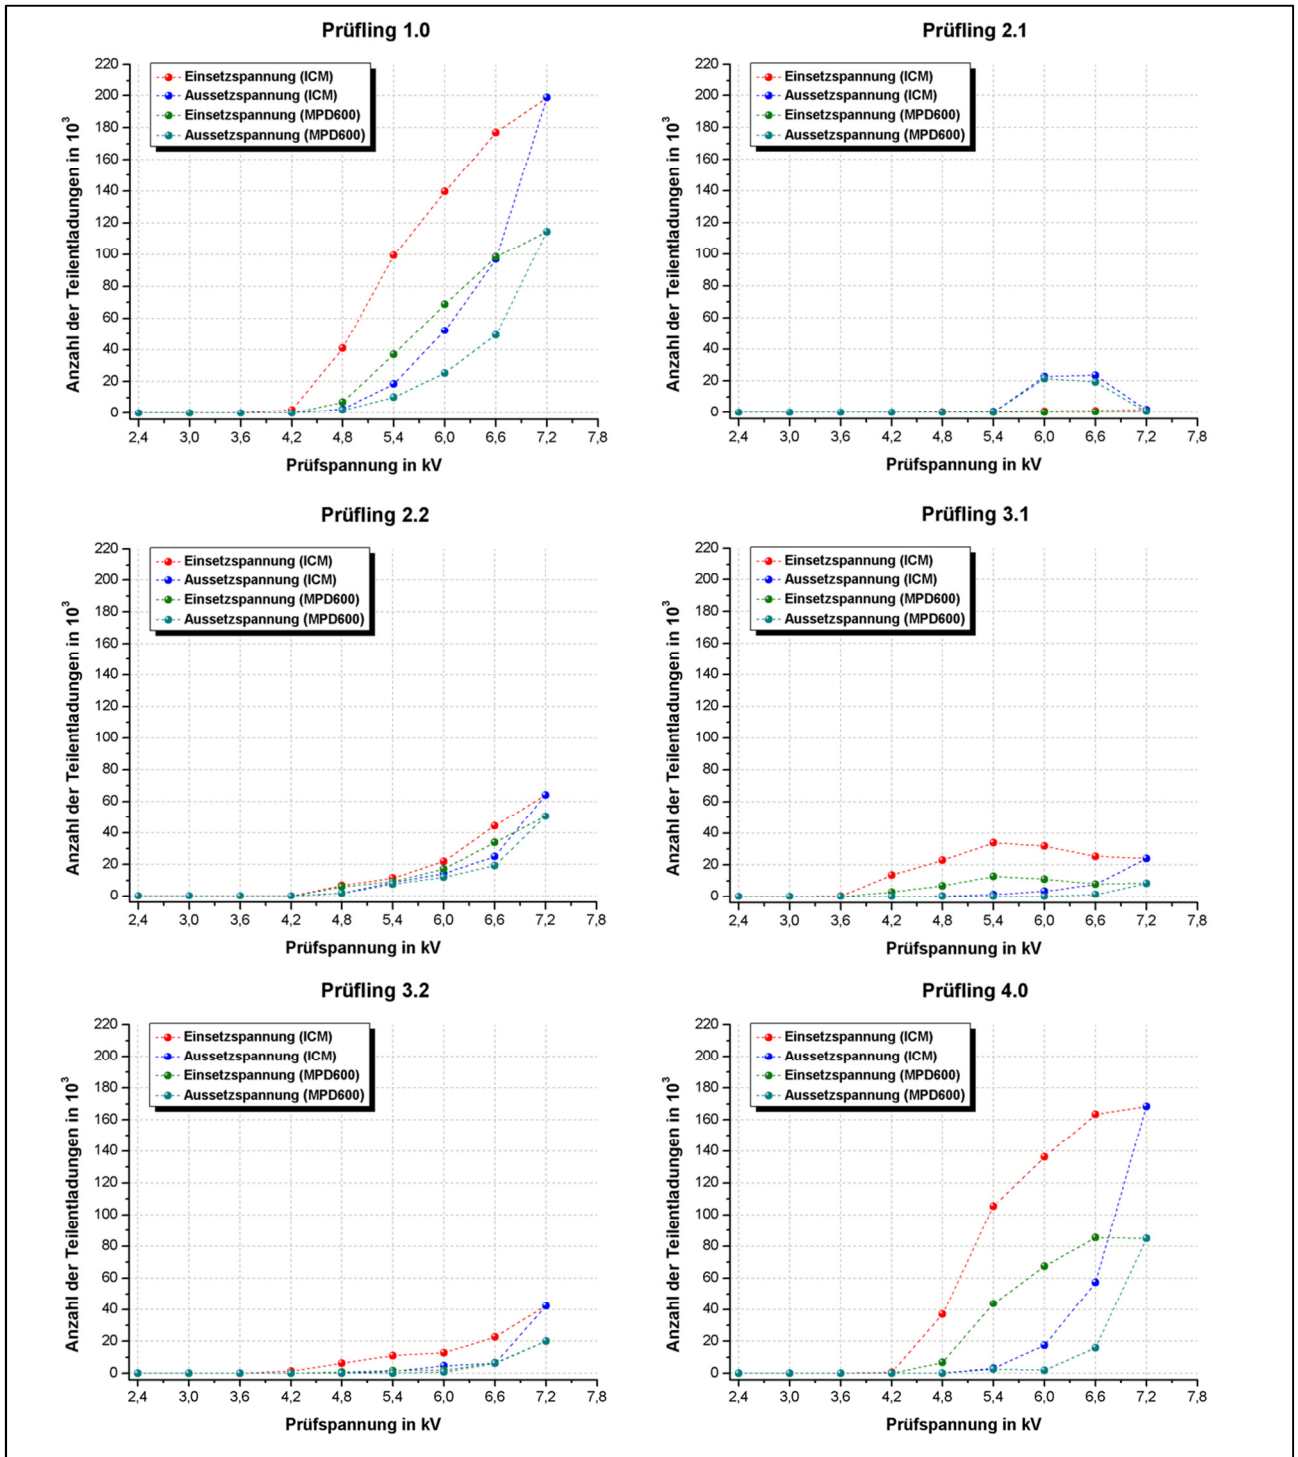 Prüfling 1.0
Anzahl der Teilentladungen in 10³
220
200
180
160
140
120
100
80
60
40
20
0
Einsetzspannung (ICM)
Aussetzspannung (ICM)
Einsetzspannung (MPD600)
Aussetzspannung (MPD600)
2,4 3,0 3,6 4,2 4,8 5,4 6,0 6,6 7,2 7,8
Prüfspannung in kV
Prüfling 2.1
Anzahl der Teilentladungen in 10³
220
200
180
160
140
120
100
80
60
40
20
0
Einsetzspannung (ICM)
Aussetzspannung (ICM)
Einsetzspannung (MPD600)
Aussetzspannung (MPD600)
2,4 3,0 3,6 4,2 4,8 5,4 6,0 6,6 7,2 7,8
Prüfspannung in kV
Prüfling 2.2
Anzahl der Teilentladungen in 10³
220
200
180
160
140
120
100
80
60
40
20
0
Einsetzspannung (ICM)
Aussetzspannung (ICM)
Einsetzspannung (MPD600)
Aussetzspannung (MPD600)
2,4 3,0 3,6 4,2 4,8 5,4 6,0 6,6 7,2 7,8
Prüfspannung in kV
Prüfling 3.1
Anzahl der Teilentladungen in 10³
220
200
180
160
140
120
100
80
60
40
20
0
Einsetzspannung (ICM)
Aussetzspannung (ICM)
Einsetzspannung (MPD600)
Aussetzspannung (MPD600)
2,4 3,0 3,6 4,2 4,8 5,4 6,0 6,6 7,2 7,8
Prüfspannung in kV
Prüfling 3.2
Anzahl der Teilentladungen in 10³
220
200
180
160
140
120
100
80
60
40
20
0
Einsetzspannung (ICM)
Aussetzspannung (ICM)
Einsetzspannung (MPD600)
Aussetzspannung (MPD600)
2,4 3,0 3,6 4,2 4,8 5,4 6,0 6,6 7,2 7,8
Prüfspannung in kV
Prüfling 4.0
Anzahl der Teilentladungen in 10³
220
200
180
160
140
120
100
80
60
40
20
0
Einsetzspannung (ICM)
Aussetzspannung (ICM)
Einsetzspannung (MPD600)
Aussetzspannung (MPD600)
2,4 3,0 3,6 4,2 4,8 5,4 6,0 6,6 7,2 7,8
Prüfspannung in kV